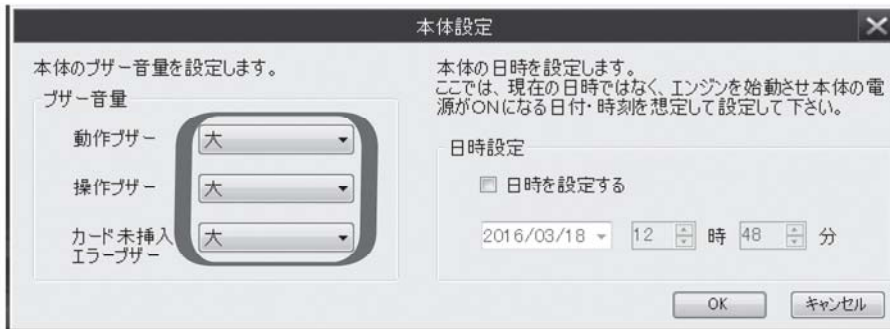 本体設定
本体のブザー音量を設定します。
ブザー音量
動作ブザー
大
操作ブザー
大
カード未挿入
エラーブザー
大
本体の日時を設定します。
ここでは、現在の日時ではなく、エンジンを始動させ本体の電
源がONになる日付・時刻を想定して設定して下さい。
日時設定
日時を設定する
2016/03/18 12 時 48 分
OK キャンセル